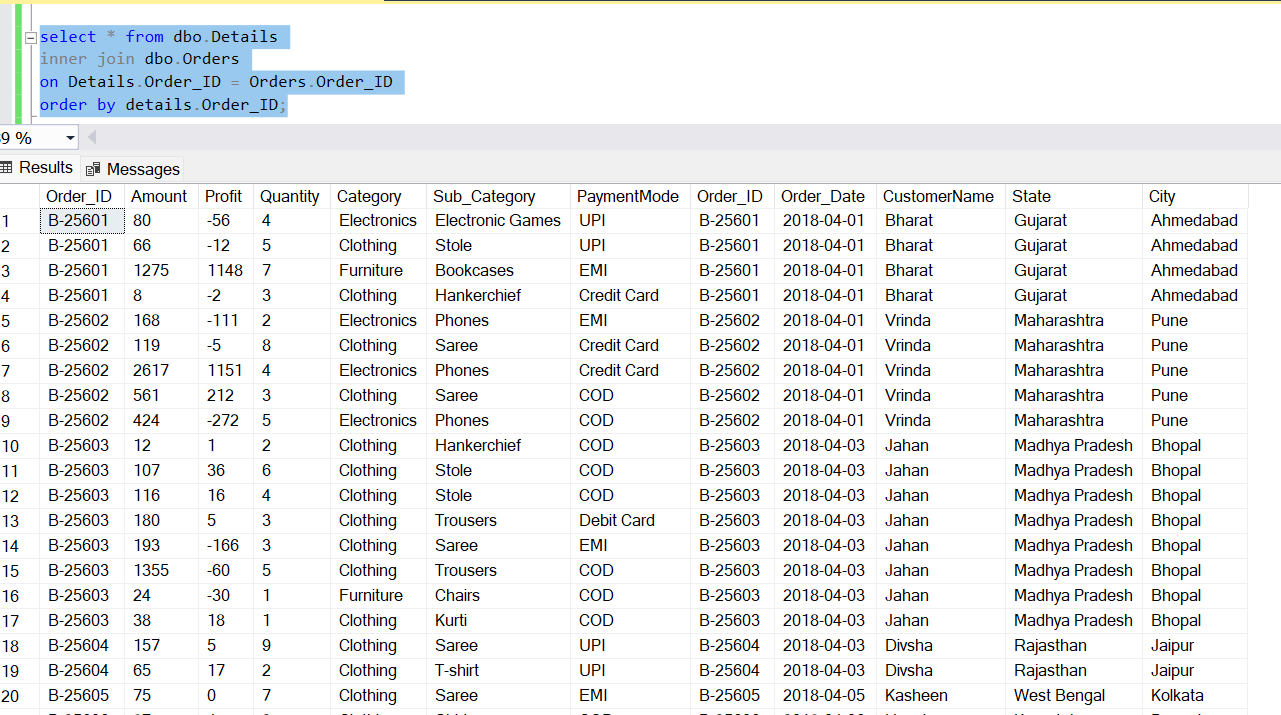 select * from dbo.Details
inner join dbo.Orders
on Details.Order_ID = Orders.Order_ID
order by details.Order_ID;
9 %
Results Messages
Order_ID Amount Profit Quantity Category Sub_Category PaymentMode Order_ID Order_Date CustomerName State City
1 B-25601 80 -56 4 Electronics Electronic Games UPI B-25601 2018-04-01 Bharat Gujarat Ahmedabad
2 B-25601 66 -12 5 Clothing Stole UPI B-25601 2018-04-01 Bharat Gujarat Ahmedabad
3 B-25601 1275 1148 7 Furniture Bookcases EMI B-25601 2018-04-01 Bharat Gujarat Ahmedabad
4 B-25601 8 -2 3 Clothing Hankerchief Credit Card B-25601 2018-04-01 Bharat Gujarat Ahmedabad
5 B-25602 168 -111 2 Electronics Phones EMI B-25602 2018-04-01 Vrinda Maharashtra Pune
6 B-25602 119 -5 8 Clothing Saree Credit Card B-25602 2018-04-01 Vrinda Maharashtra Pune
7 B-25602 2617 1151 4 Electronics Phones Credit Card B-25602 2018-04-01 Vrinda Maharashtra Pune
8 B-25602 561 212 3 Clothing Saree COD B-25602 2018-04-01 Vrinda Maharashtra Pune
9 B-25602 424 -272 5 Electronics Phones COD B-25602 2018-04-01 Vrinda Maharashtra Pune
10 B-25603 12 1 2 Clothing Hankerchief COD B-25603 2018-04-03 Jahan Madhya Pradesh Bhopal
11 B-25603 107 36 6 Clothing Stole COD B-25603 2018-04-03 Jahan Madhya Pradesh Bhopal
12 B-25603 116 16 4 Clothing Stole COD B-25603 2018-04-03 Jahan Madhya Pradesh Bhopal
13 B-25603 180 5 3 Clothing Trousers Debit Card B-25603 2018-04-03 Jahan Madhya Pradesh Bhopal
14 B-25603 193 -166 3 Clothing Saree EMI B-25603 2018-04-03 Jahan Madhya Pradesh Bhopal
15 B-25603 1355 -60 5 Clothing Trousers COD B-25603 2018-04-03 Jahan Madhya Pradesh Bhopal
16 B-25603 24 -30 1 Furniture Chairs COD B-25603 2018-04-03 Jahan Madhya Pradesh Bhopal
17 B-25603 38 18 1 Clothing Kurti COD B-25603 2018-04-03 Jahan Madhya Pradesh Bhopal
18 B-25604 157 5 9 Clothing Saree UPI B-25604 2018-04-03 Divsha Rajasthan Jaipur
19 B-25604 65 17 2 Clothing T-shirt UPI B-25604 2018-04-03 Divsha Rajasthan Jaipur
20 B-25605 75 0 7 Clothing Saree EMI B-25605 2018-04-05 Kasheen West Bengal Kolkata